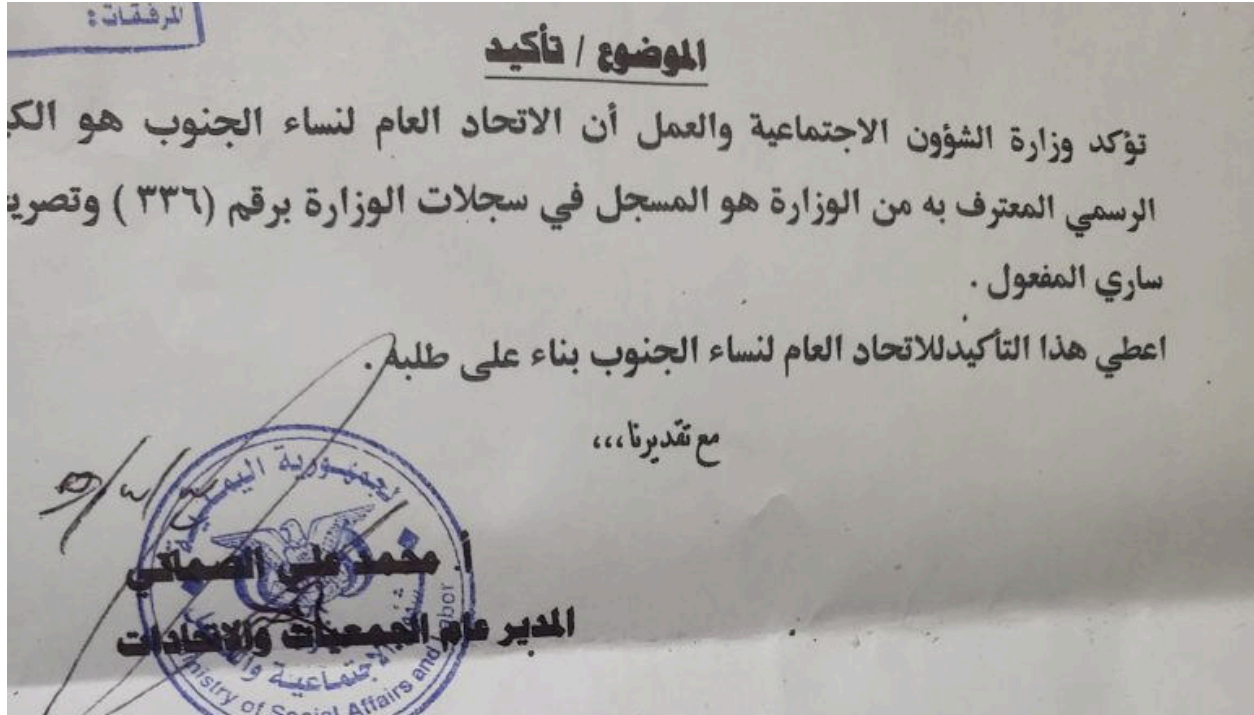 المرفقات :
الموضوع / تأكيد
تؤكد وزارة الشؤون الاجتماعية والعمل أن الاتحاد العام لنساء الجنوب هو
الرسمي المعترف به من الوزارة هو المسجل في سجلات الوزارة برقم (٣٣٦ )
ساري المفعول .
اعطي هذا التأكيدللاتحاد العام لنساء الجنوب بناء على طلبه .
مع تقديرنا،،،
الجمهورية اليمنية
أ. محمد علي
المدير عام الجمعيات والاتحادات
الاجتماعية
Ministry of Social Affairs and